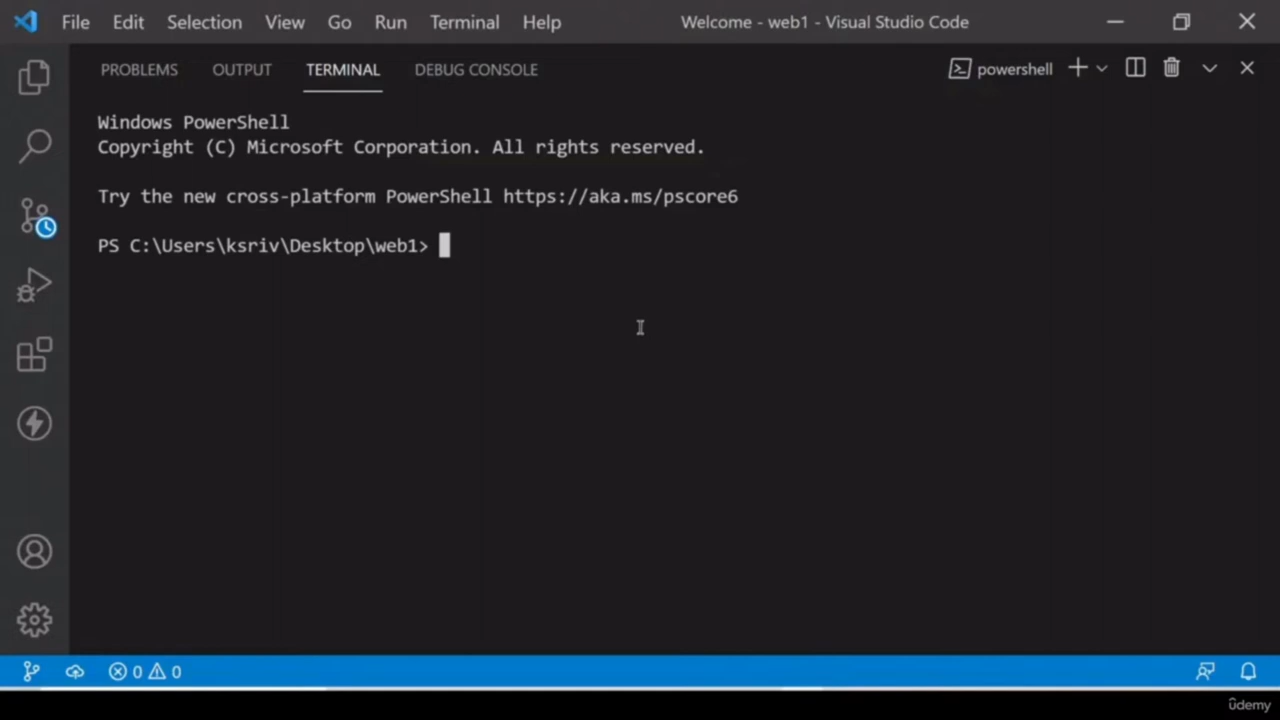 File Edit Selection View Go Run Terminal Help Welcome - web1 - Visual Studio Code
PROBLEMS OUTPUT TERMINAL DEBUG CONSOLE powershell
Windows PowerShell
Copyright (C) Microsoft Corporation. All rights reserved.
Try the new cross-platform PowerShell https://aka.ms/pscore6
PS C:\Users\ksriv\Desktop\web1>
0 0
ûdemy